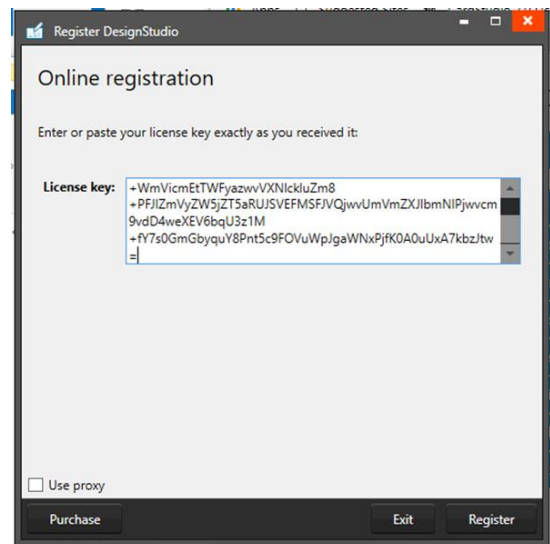 Register DesignStudio
Online registration
Enter or paste your license key exactly as you received it:
License key:
+WmVicmEtTWFyazwvVXNlckluZm8
+PFJlZmVyZW5jZT5aRUJSVEFMSFJVQjwvUmVmZXJlbmNlPjwvcm
9vdD4weXEV6bqU3z1M
+fY7s0GmGbyquY8Pnt5c9FOVuWpJgaWNxPjfK0A0uUxA7kbzJtw
=
Use proxy
Purchase
Exit
Register